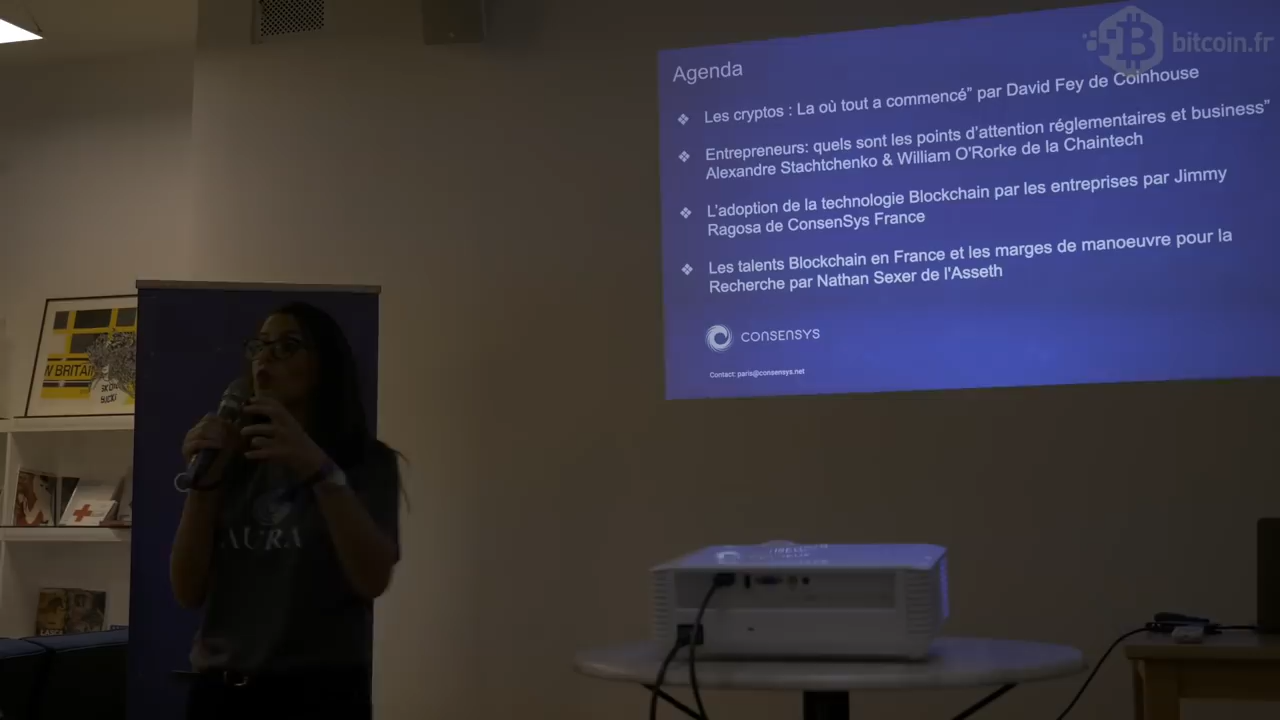 bitcoin.fr
Agenda
Les cryptos : La où tout a commencé” par David Fey de Coinhouse
Entrepreneurs: quels sont les points d'attention réglementaires et business”
Alexandre Stachtchenko & William O'Rorke de la Chaintech
L'adoption de la technologie Blockchain par les entreprises par Jimmy
Ragosa de ConsenSys France
Les talents Blockchain en France et les marges de manoeuvre pour la
Recherche par Nathan Sexer de l'Asseth
CONSENSYS
Contact: paris@consensys.net
AURA